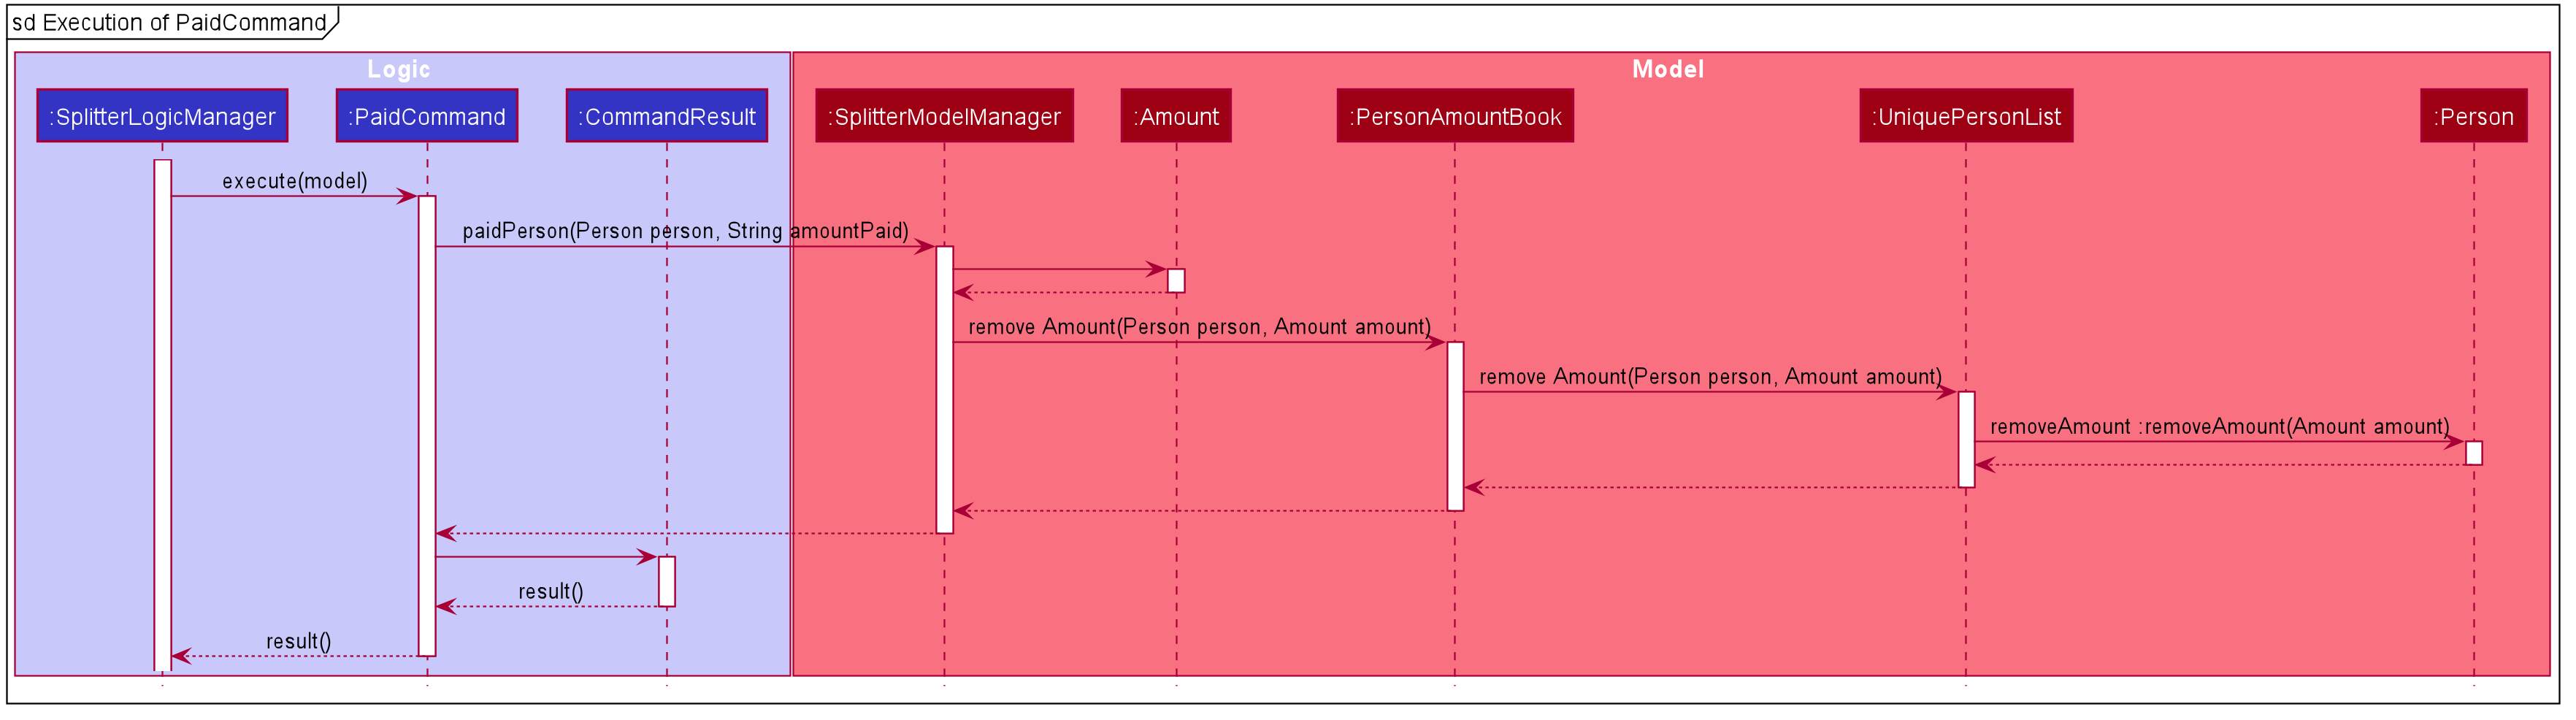 sd Execution of PaidCommand
Logic
Model
:SplitterLogicManager
:PaidCommand
:CommandResult
:SplitterModelManager
:Amount
:PersonAmountBook
:UniquePersonList
:Person
execute(model)
paidPerson(Person person, String amountPaid)
remove Amount(Person person, Amount amount)
remove Amount(Person person, Amount amount)
removeAmount :removeAmount(Amount amount)
result()
result()